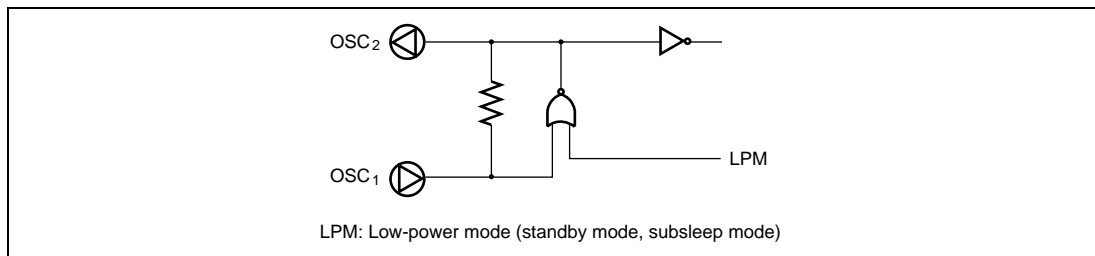 OSC2
LPM
OSC1
LPM: Low-power mode (standby mode, subsleep mode)